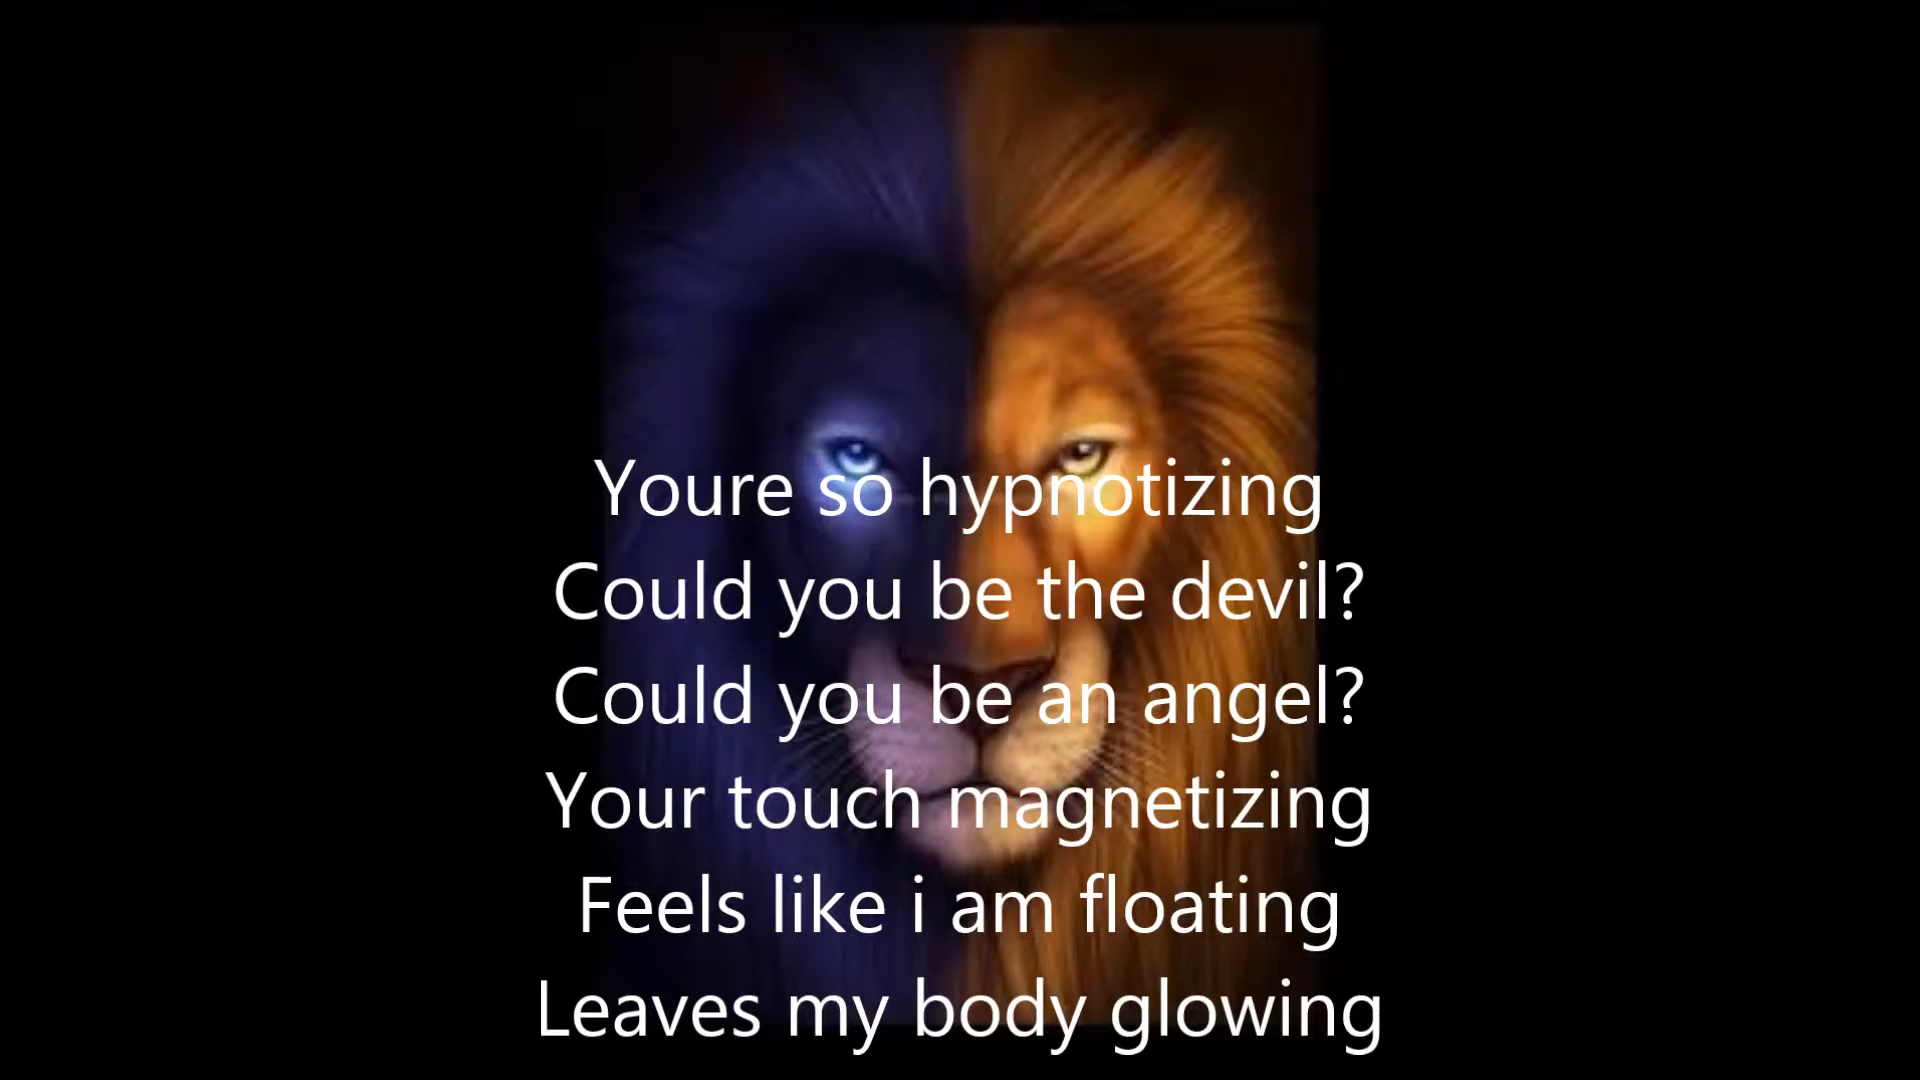 Youre so hypnotizing
Could you be the devil?
Could you be an angel?
Your touch magnetizing
Feels like i am floating
Leaves my body glowing